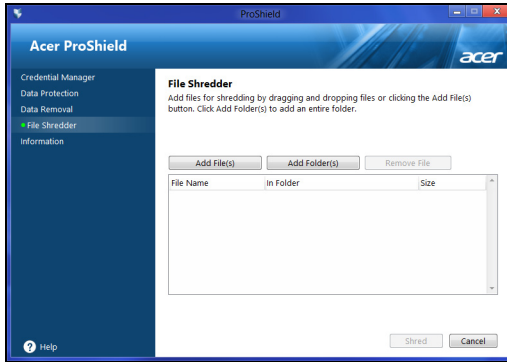 ProShield
Acer ProShield
acer
Credential Manager
Data Protection
Data Removal
File Shredder
Information
File Shredder
Add files for shredding by dragging and dropping files or clicking the Add File(s)
button. Click Add Folder(s) to add an entire folder.
Add File(s)
Add Folder(s)
Remove File
File Name
In Folder
Size
Shred
Cancel
? Help